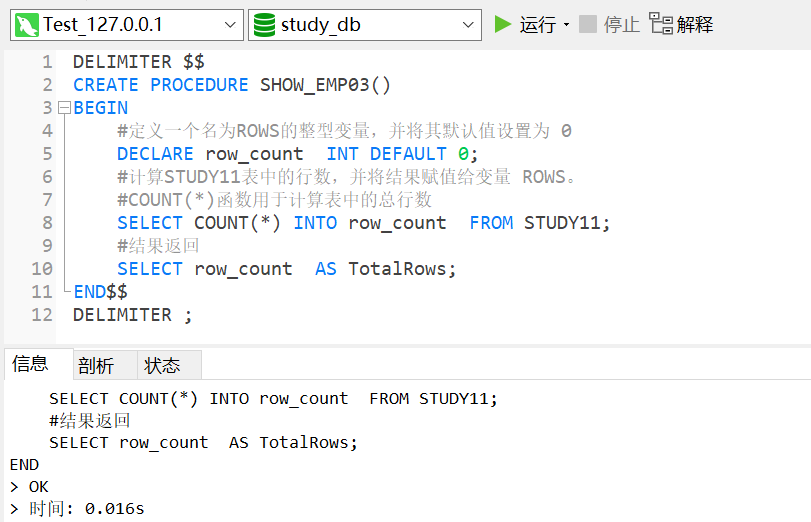 Test_127.0.0.1 study_db 运行 停止 解释
1 DELIMITER $$
2 CREATE PROCEDURE SHOW_EMP03()
3 BEGIN
4 #定义一个名为ROWS的整型变量，并将其默认值设置为 0
5 DECLARE row_count  INT DEFAULT 0;
6 #计算STUDY11表中的行数，并将结果赋值给变量 ROWS。
7 #COUNT(*)函数用于计算表中的总行数
8 SELECT COUNT(*) INTO row_count  FROM STUDY11;
9 #结果返回
10 SELECT row_count  AS TotalRows;
11 END$$
12 DELIMITER ;
信息 剖析 状态
SELECT COUNT(*) INTO row_count  FROM STUDY11;
#结果返回
SELECT row_count  AS TotalRows;
END
> OK
> 时间: 0.016s